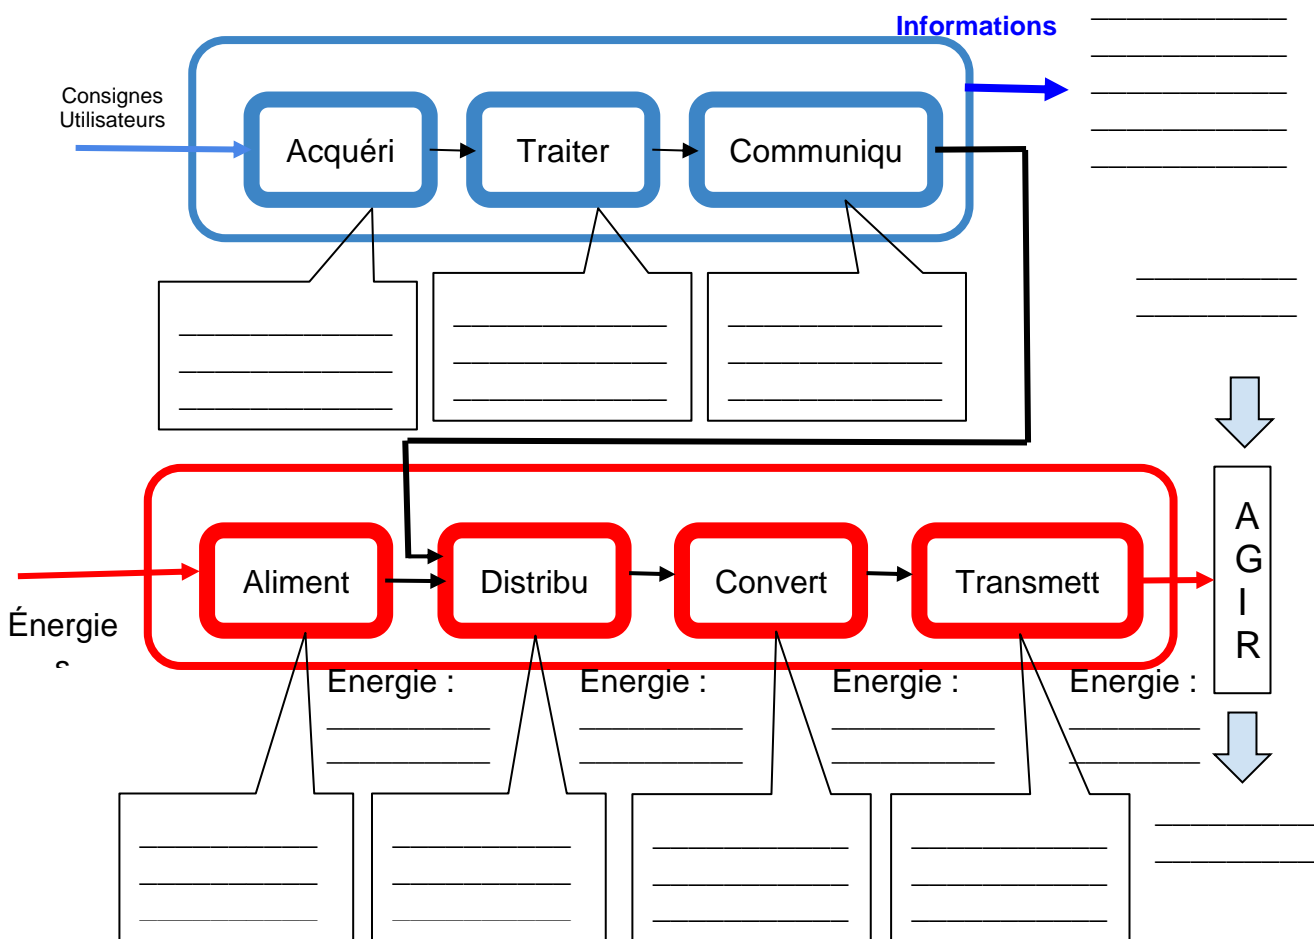 Informations
Consignes
Utilisateurs
Acquéri
Traiter
Communiqu
Aliment
Distribu
Convert
Transmett
A
G
I
R
Énergie
s
Energie :
Energie :
Energie :
Energie :